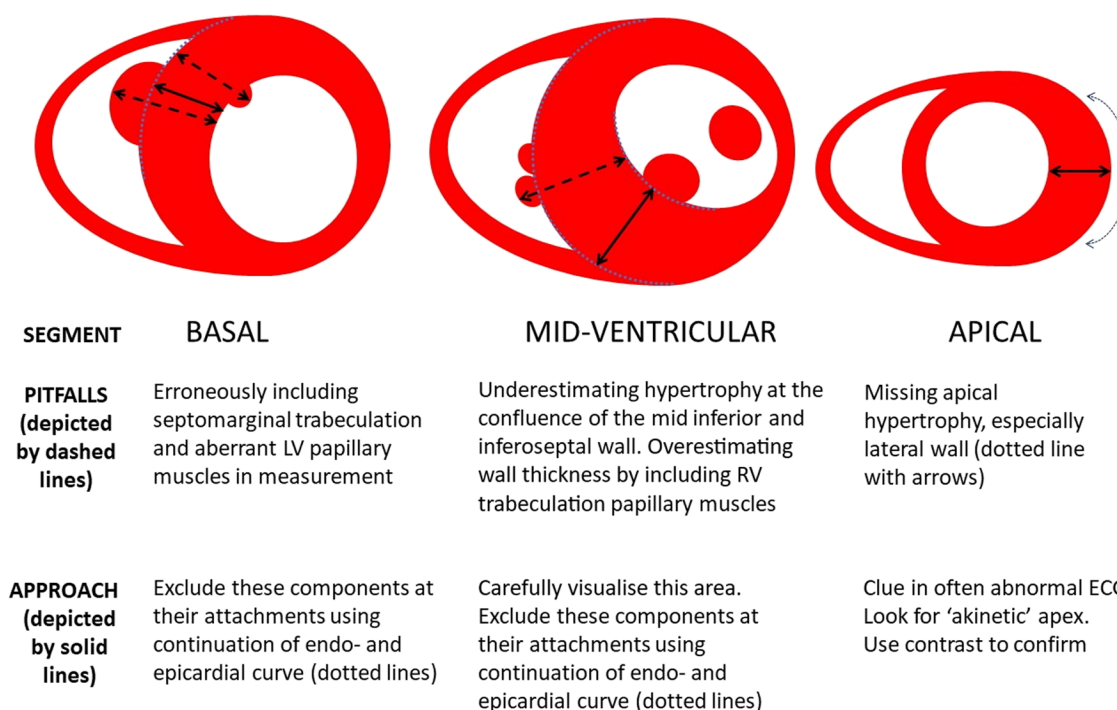 SEGMENT
BASAL
MID-VENTRICULAR
APICAL
PITFALLS
(depicted
by dashed
lines)
Erroneously including
septomarginal trabeculation
and aberrant LV papillary
muscles in measurement
Underestimating hypertrophy at the
confluence of the mid inferior and
inferoseptal wall. Overestimating
wall thickness by including RV
trabeculation papillary muscles
Missing apical
hypertrophy, especially
lateral wall (dotted line
with arrows)
APPROACH
(depicted
by solid
lines)
Exclude these components at
their attachments using
continuation of endo- and
epicardial curve (dotted lines)
Carefully visualise this area.
Exclude these components at
their attachments using
continuation of endo- and
epicardial curve (dotted lines)
Clue in often abnormal ECG
Look for ‘akinetic’ apex.
Use contrast to confirm